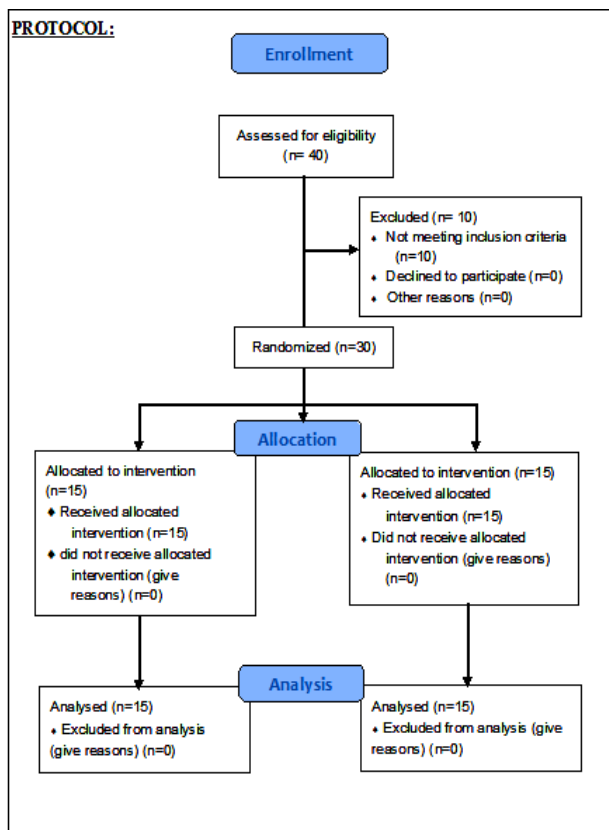 PROTOCOL:
Enrollment
Assessed for eligibility
(n= 40)
Excluded (n= 10)
⬧ Not meeting inclusion criteria
(n=10)
⬧ Declined to participate (n=0)
⬧ Other reasons (n=0)
Randomized (n=30)
Allocation
Allocated to intervention
(n=15)
⬧ Received allocated
intervention (n=15)
⬧ did not receive allocated
intervention (give
reasons) (n=0)
Allocated to intervention (n=15)
⬧ Received allocated
intervention (n=15)
⬧ Did not receive allocated
intervention (give reasons)
(n=0)
Analysis
Analysed (n=15)
⬧ Excluded from analysis
(give reasons) (n=0)
Analysed (n=15)
⬧ Excluded from analysis (give
reasons) (n=0)